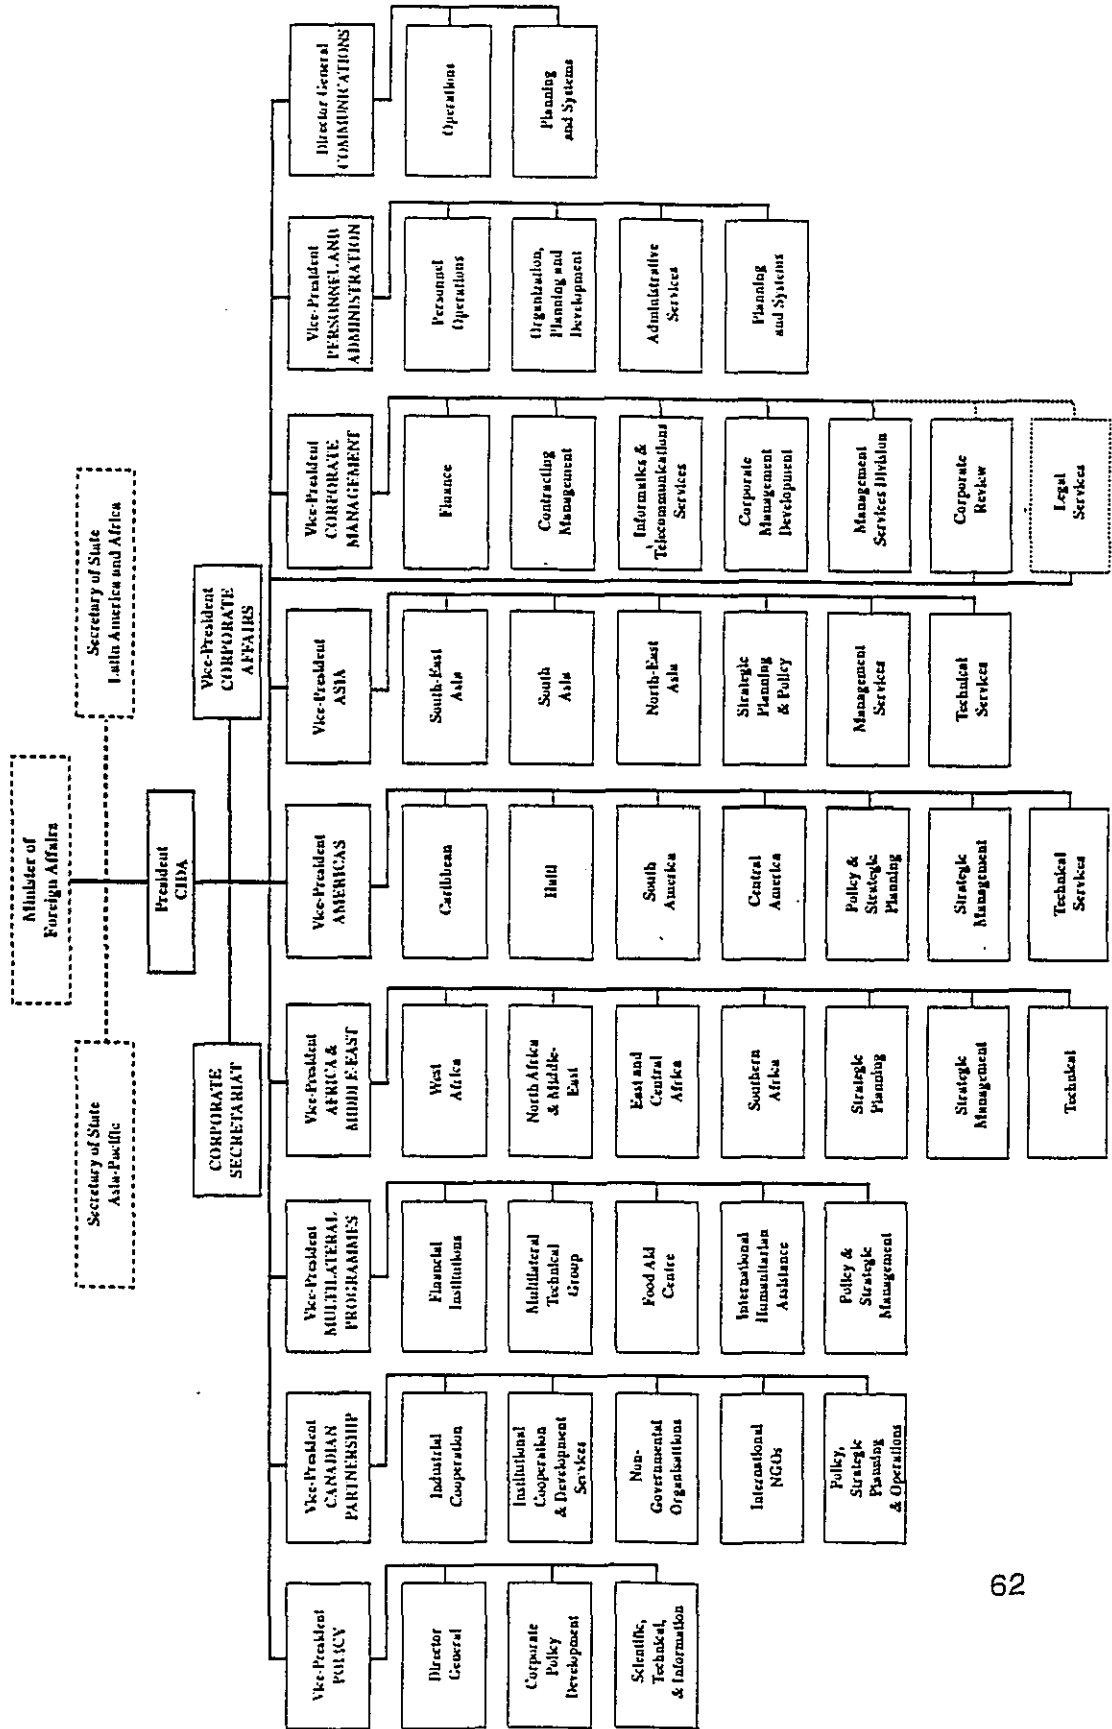 Minister of
Foreign Affairs
Secretary of State
Asia-Pacific
Secretary of State
Latin America and Africa
President
CIDA
CORPORATE
SECRETARIAT
Vice-President
CORPORATE
AFFAIRS
Vice-President
POLICY
Director
General
Corporate
Policy
Development
Scientific,
Technical,
& Information
Vice-President
CANADIAN
PARTNERSHIP
Industrial
Cooperation
Institutional
Cooperation
& Development
Services
Non-
Governmental
Organisations
International
NGOs
Policy,
Strategic
Planning
& Operations
Vice-President
MULTILATERAL
PROGRAMMES
Financial
Institutions
Multilateral
Technical
Group
Food Aid
Centre
International
Humanitarian
Assistance
Policy &
Strategic
Management
Vice-President
AFRICA &
MIDDLE-EAST
West
Africa
North Africa
& Middle-
East
East and
Central
Africa
Southern
Africa
Strategic
Planning
Strategic
Management
Technical
Vice-President
AMERICAS
Caribbean
Haiti
South
America
Central
America
Policy &
Strategic
Planning
Strategic
Management
Technical
Services
Vice-President
ASIA
South-East
Asia
South
Asia
North-East
Asia
Strategic
Planning
& Policy
Management
Services
Technical
Services
Vice-President
CORPORATE
MANAGEMENT
Finance
Contracting
Management
Informatics &
Telecommunications
Services
Corporate
Management
Development
Management
Services Division
Corporate
Review
Legal
Services
Vice-President
PERSONNEL AND
ADMINISTRATION
Personnel
Operations
Organization,
Planning and
Development
Administrative
Services
Planning
and Systems
Director General
COMMUNICATIONS
Operations
Planning
and Systems
62